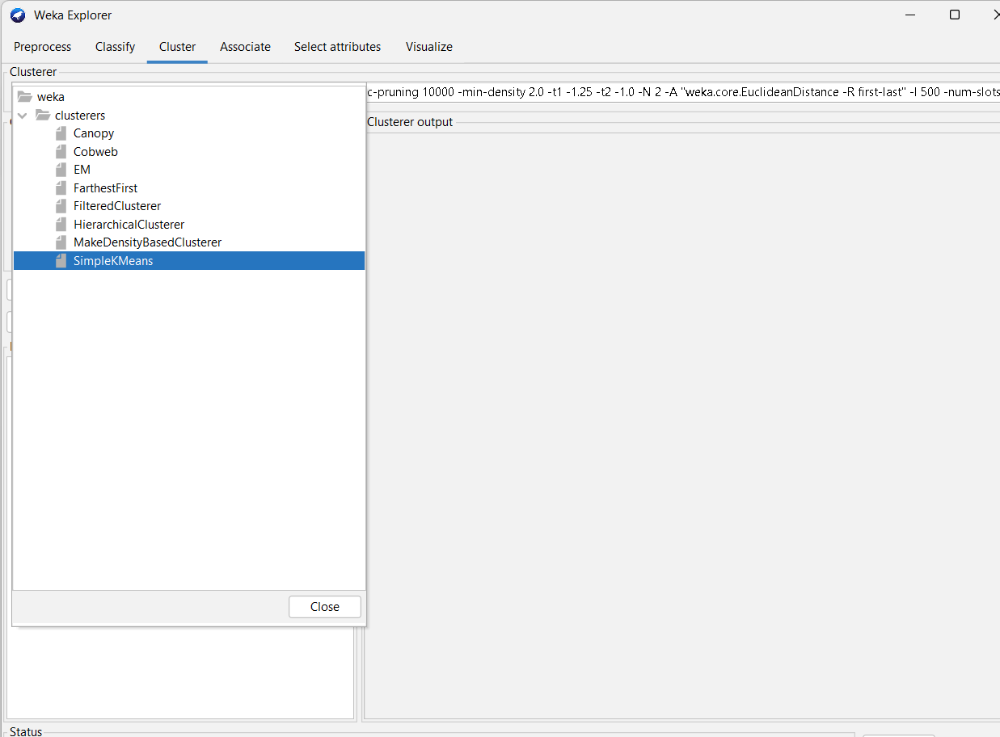 Weka Explorer
Preprocess Classify Cluster Associate Select attributes Visualize
Clusterer
c-pruning 10000 -min-density 2.0 -t1 -1.25 -t2 -1.0 -N 2 -A "weka.core.EuclideanDistance -R first-last" -I 500 -num-slots
weka
clusterers
Canopy
Cobweb
EM
FarthestFirst
FilteredClusterer
HierarchicalClusterer
MakeDensityBasedClusterer
SimpleKMeans
Close
Clusterer output
Status